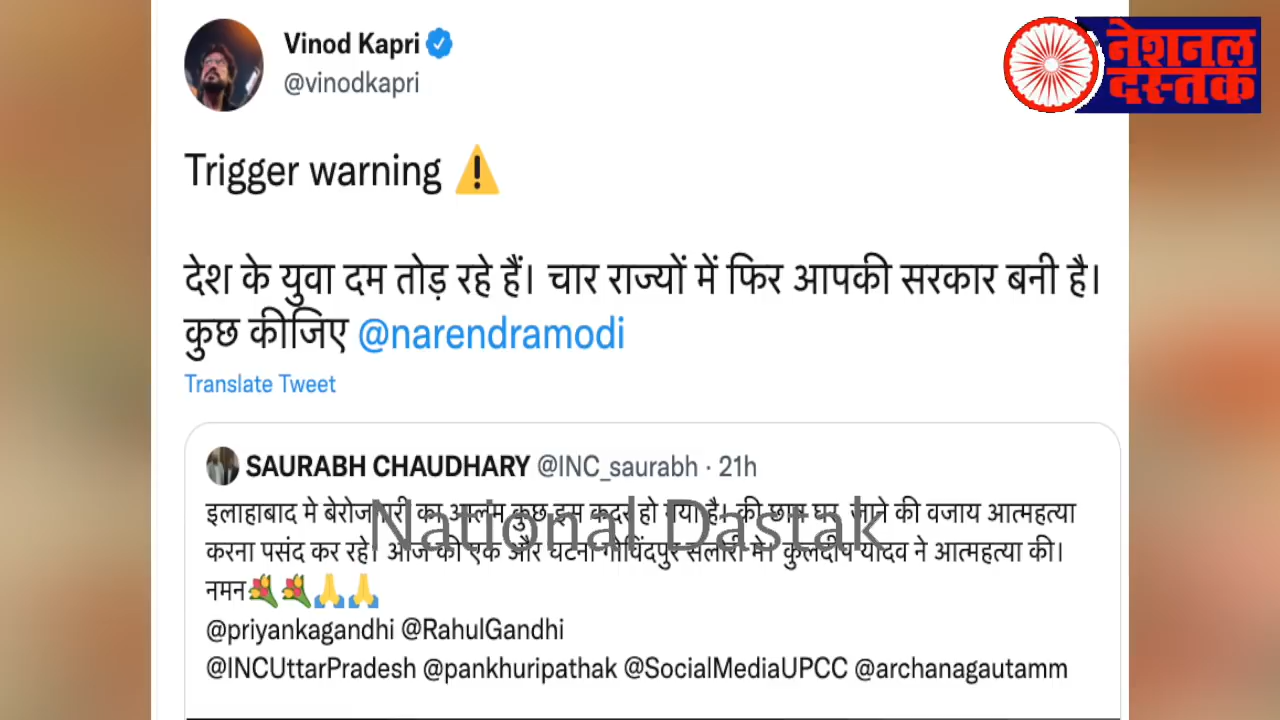 Vinod Kapri
@vinodkapri
नेशनल
दस्तक
Trigger warning ⚠️
देश के युवा दम तोड़ रहे हैं। चार राज्यों में फिर आपकी सरकार बनी है।
कुछ कीजिए @narendramodi
Translate Tweet
SAURABH CHAUDHARY @INC_saurabh · 21h
इलाहाबाद मे बेरोजगारी का आलम कुछ इस कदर हो गया है। की छात्र घर जाने की वजाय आत्महत्या
National Dastak
करना पसंद कर रहे। आज की एक और घटना गोविंदपुर सलोरी मे। कुलदीप यादव ने आत्महत्या की।
नमन💐💐🙏🙏
@priyankagandhi @RahulGandhi
@INCUttarPradesh @pankhuripathak @SocialMediaUPCC @archanagautamm